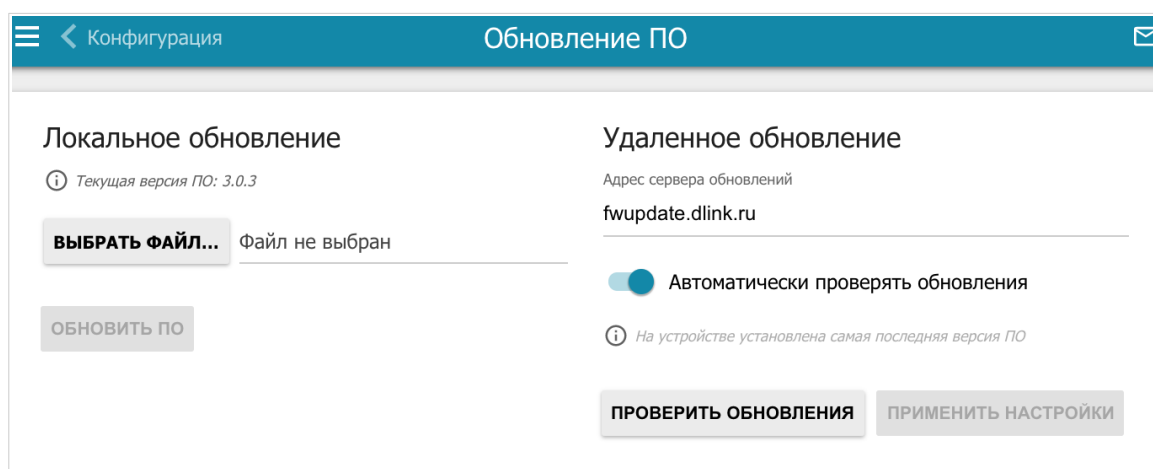 Конфигурация
Обновление ПО
Локальное обновление
Текущая версия ПО: 3.0.3
ВЫБРАТЬ ФАЙЛ... Файл не выбран
ОБНОВИТЬ ПО
Удаленное обновление
Адрес сервера обновлений
fwupdate.dlink.ru
Автоматически проверять обновления
На устройстве установлена самая последняя версия ПО
ПРОВЕРИТЬ ОБНОВЛЕНИЯ ПРИМЕНИТЬ НАСТРОЙКИ